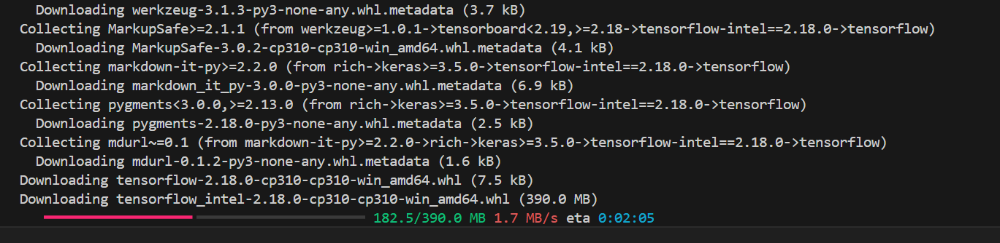 Downloading werkzeug-3.1.3-py3-none-any.whl.metadata (3.7 kB)
Collecting MarkupSafe>=2.1.1 (from werkzeug>=1.0.1->tensorboard<2.19,>=2.18->tensorflow-intel==2.18.0->tensorflow)
Downloading MarkupSafe-3.0.2-cp310-cp310-win_amd64.whl.metadata (4.1 kB)
Collecting markdown-it-py>=2.2.0 (from rich->keras>=3.5.0->tensorflow-intel==2.18.0->tensorflow)
Downloading markdown_it_py-3.0.0-py3-none-any.whl.metadata (6.9 kB)
Collecting pygments<3.0.0,>=2.13.0 (from rich->keras>=3.5.0->tensorflow-intel==2.18.0->tensorflow)
Downloading pygments-2.18.0-py3-none-any.whl.metadata (2.5 kB)
Collecting mdurl~=0.1 (from markdown-it-py>=2.2.0->rich->keras>=3.5.0->tensorflow-intel==2.18.0->tensorflow)
Downloading mdurl-0.1.2-py3-none-any.whl.metadata (1.6 kB)
Downloading tensorflow-2.18.0-cp310-cp310-win_amd64.whl (7.5 kB)
Downloading tensorflow_intel-2.18.0-cp310-cp310-win_amd64.whl (390.0 MB)
182.5/390.0 MB 1.7 MB/s eta 0:02:05